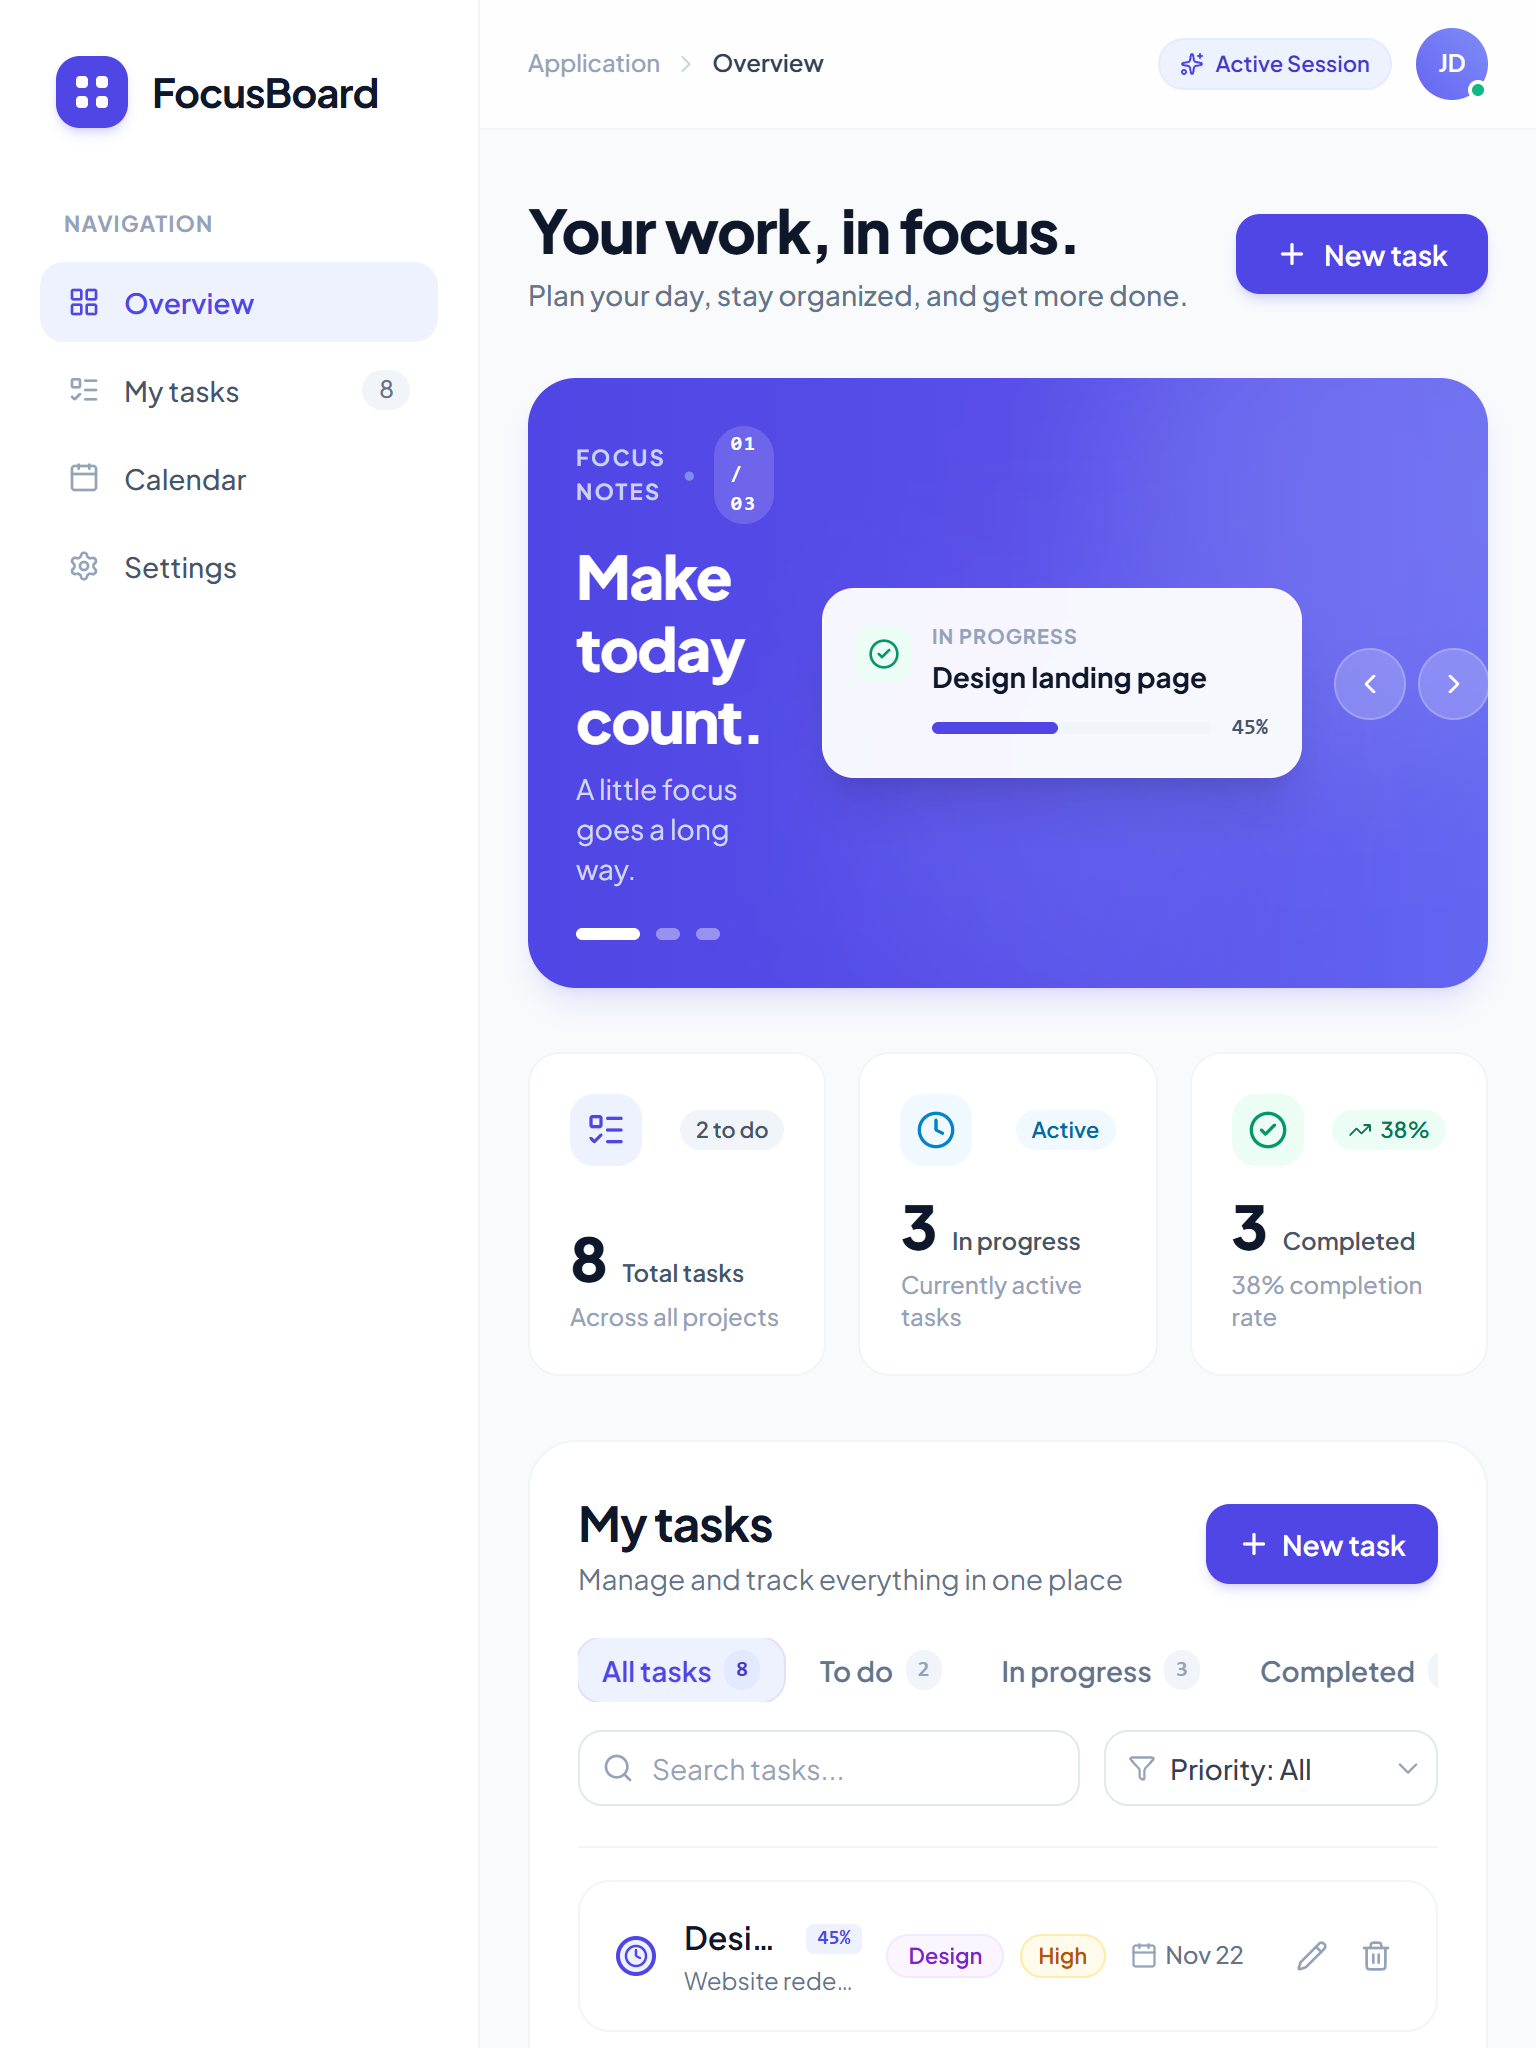 FocusBoard
NAVIGATION
Overview
My tasks 8
Calendar
Settings
Application > Overview
Active Session
JD
Your work, in focus.
Plan your day, stay organized, and get more done.
+ New task
FOCUS
NOTES
01
/
03
Make
today
count.
A little focus
goes a long
way.
IN PROGRESS
Design landing page
45%
2 to do
8 Total tasks
Across all projects
Active
3 In progress
Currently active
tasks
38%
3 Completed
38% completion
rate
My tasks
Manage and track everything in one place
+ New task
All tasks 8 To do 2 In progress 3 Completed
Search tasks...
Priority: All
Desi... 45%
Website rede...
Design High Nov 22